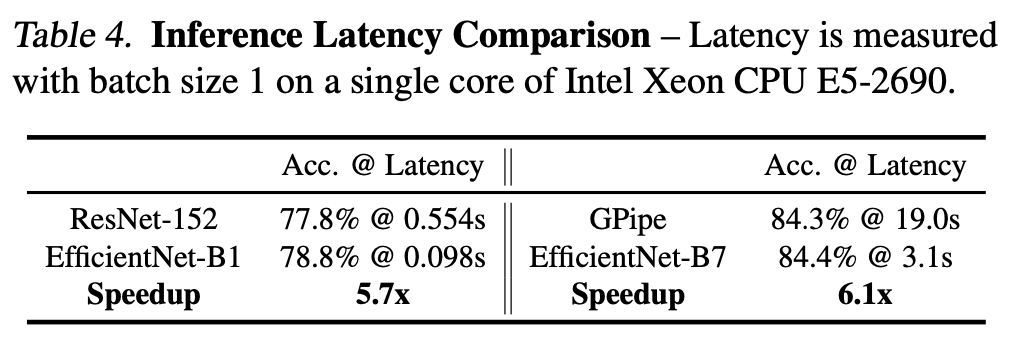 Table 4. Inference Latency Comparison – Latency is measured
with batch size 1 on a single core of Intel Xeon CPU E5-2690.
Acc. @ Latency Acc. @ Latency
ResNet-152 77.8% @ 0.554s GPipe 84.3% @ 19.0s
EfficientNet-B1 78.8% @ 0.098s EfficientNet-B7 84.4% @ 3.1s
Speedup 5.7x Speedup 6.1x